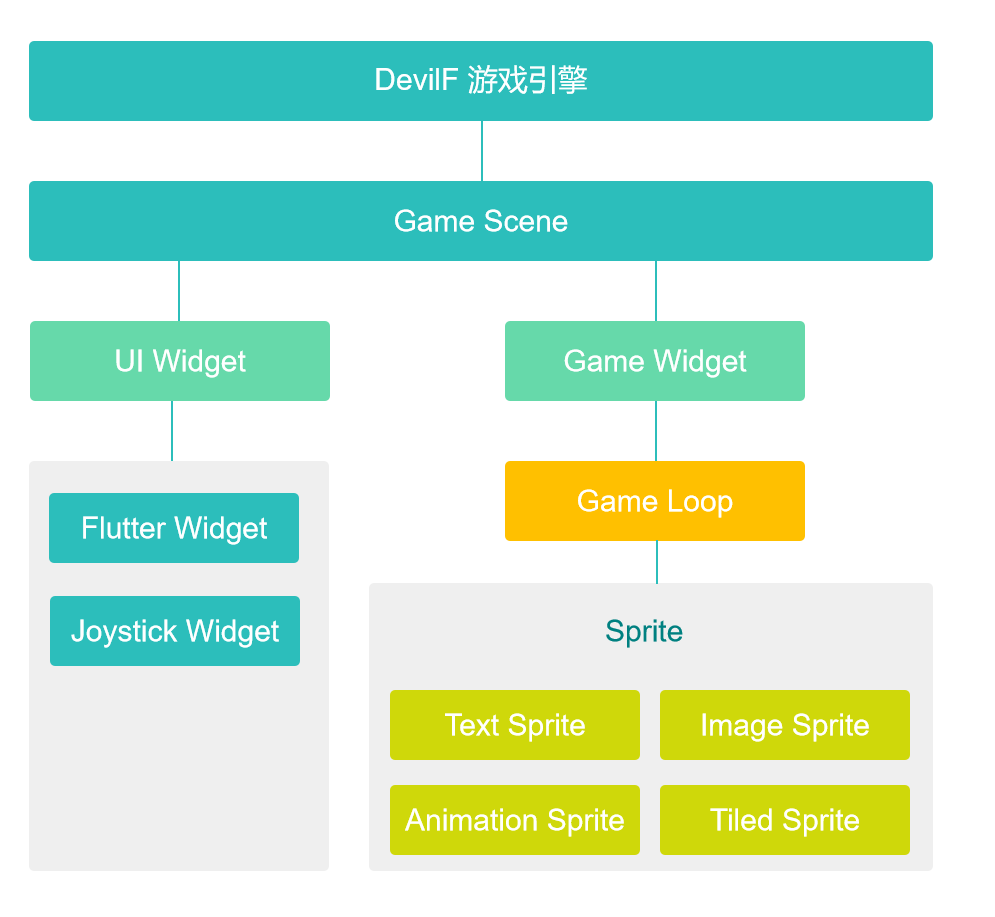 DevilF 游戏引擎
Game Scene
UI Widget
Game Widget
Flutter Widget
Joystick Widget
Game Loop
Sprite
Text Sprite
Image Sprite
Animation Sprite
Tiled Sprite